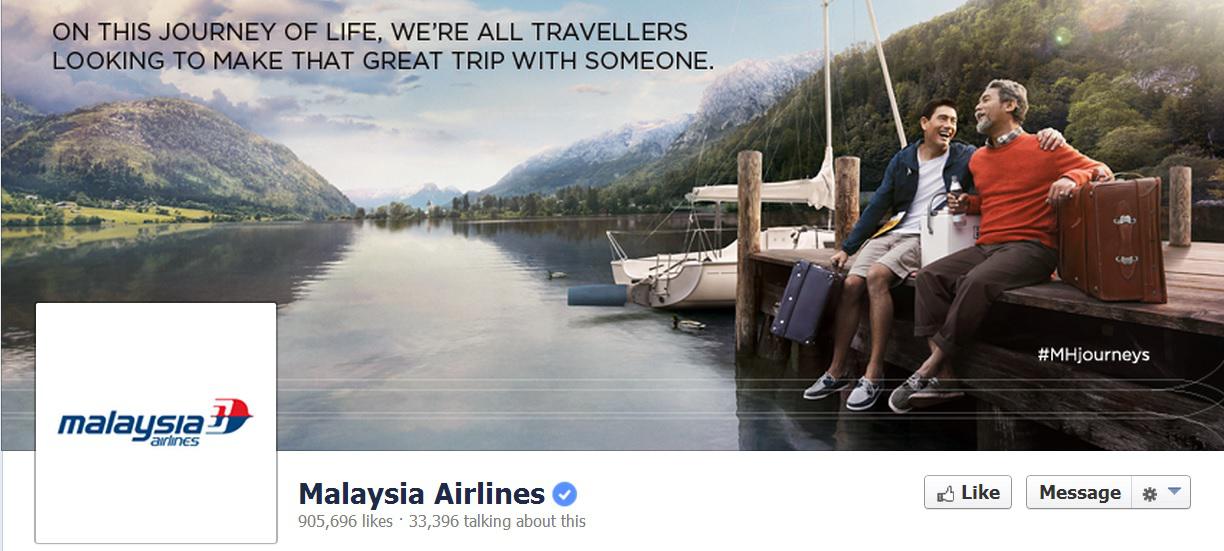 ON THIS JOURNEY OF LIFE, WE'RE ALL TRAVELLERS
LOOKING TO MAKE THAT GREAT TRIP WITH SOMEONE.
#MHjourneys
malaysia
airlines
Malaysia Airlines
905,696 likes · 33,396 talking about this
Like
Message